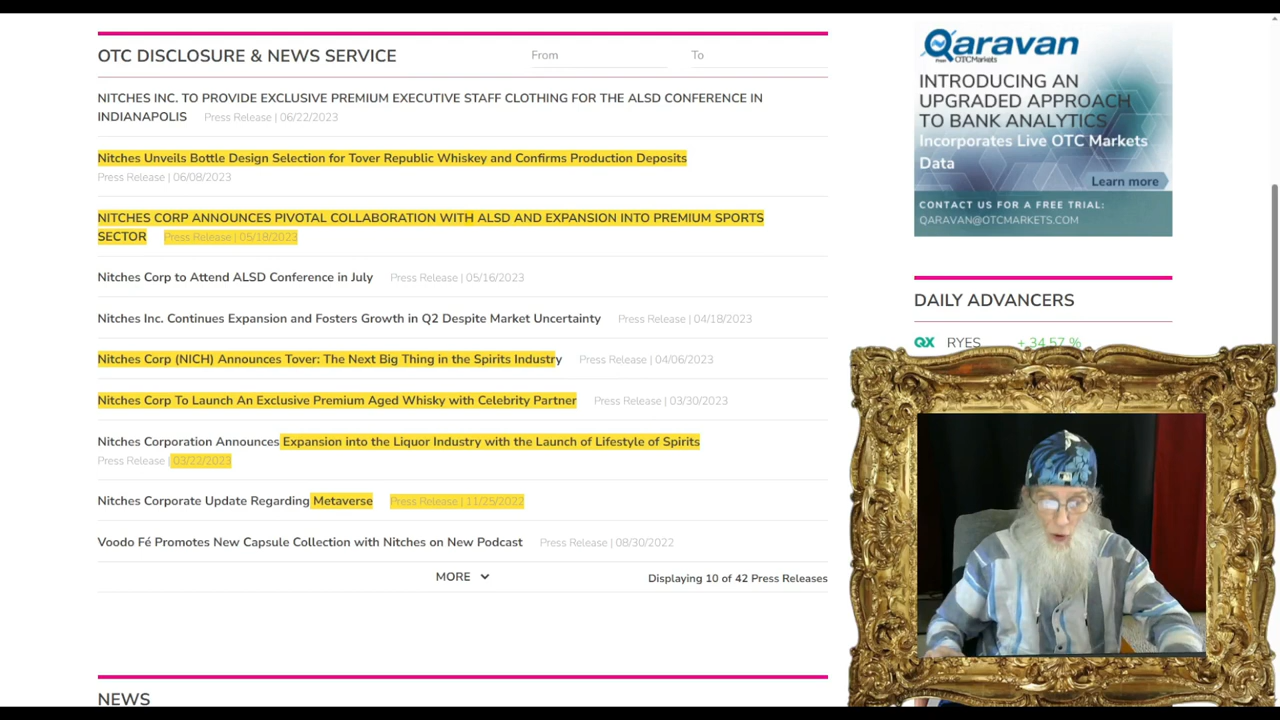 OTC DISCLOSURE & NEWS SERVICE From To
NITCHES INC. TO PROVIDE EXCLUSIVE PREMIUM EXECUTIVE STAFF CLOTHING FOR THE ALSD CONFERENCE IN
INDIANAPOLIS Press Release | 06/22/2023
Nitches Unveils Bottle Design Selection for Tover Republic Whiskey and Confirms Production Deposits
Press Release | 06/08/2023
NITCHES CORP ANNOUNCES PIVOTAL COLLABORATION WITH ALSD AND EXPANSION INTO PREMIUM SPORTS
SECTOR Press Release | 05/18/2023
Nitches Corp to Attend ALSD Conference in July Press Release | 05/16/2023
Nitches Inc. Continues Expansion and Fosters Growth in Q2 Despite Market Uncertainty Press Release | 04/18/2023
Nitches Corp (NICH) Announces Tover: The Next Big Thing in the Spirits Industry Press Release | 04/06/2023
Nitches Corp To Launch An Exclusive Premium Aged Whisky with Celebrity Partner Press Release | 03/30/2023
Nitches Corporation Announces Expansion into the Liquor Industry with the Launch of Lifestyle of Spirits
Press Release | 03/22/2023
Nitches Corporate Update Regarding Metaverse Press Release | 11/25/2022
Voodo Fé Promotes New Capsule Collection with Nitches on New Podcast Press Release | 08/30/2022
MORE Displaying 10 of 42 Press Releases
NEWS
Qaravan
From OTCMarkets
INTRODUCING AN
UPGRADED APPROACH
TO BANK ANALYTICS
Incorporates Live OTC Markets
Data
Learn more
CONTACT US FOR A FREE TRIAL:
QARAVAN@OTCMARKETS.COM
DAILY ADVANCERS
QX RYES + 34.57 %